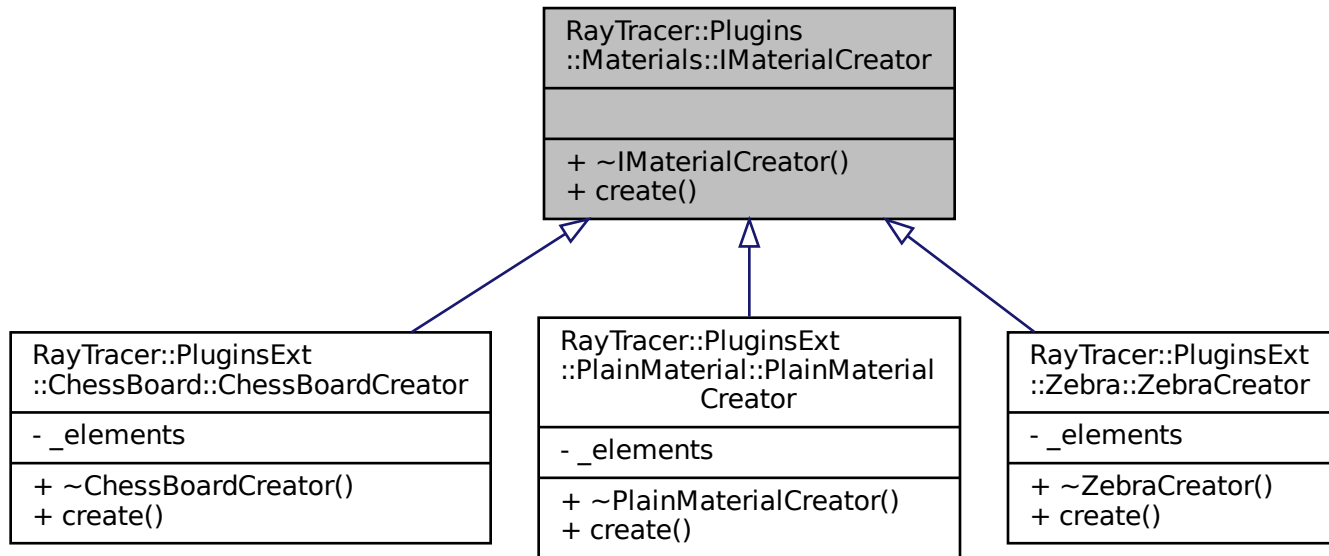 RayTracer::Plugins
::Materials::IMaterialCreator
+ ~IMaterialCreator()
+ create()
RayTracer::PluginsExt
::ChessBoard::ChessBoardCreator
- _elements
+ ~ChessBoardCreator()
+ create()
RayTracer::PluginsExt
::PlainMaterial::PlainMaterial
Creator
- _elements
+ ~PlainMaterialCreator()
+ create()
RayTracer::PluginsExt
::Zebra::ZebraCreator
- _elements
+ ~ZebraCreator()
+ create()